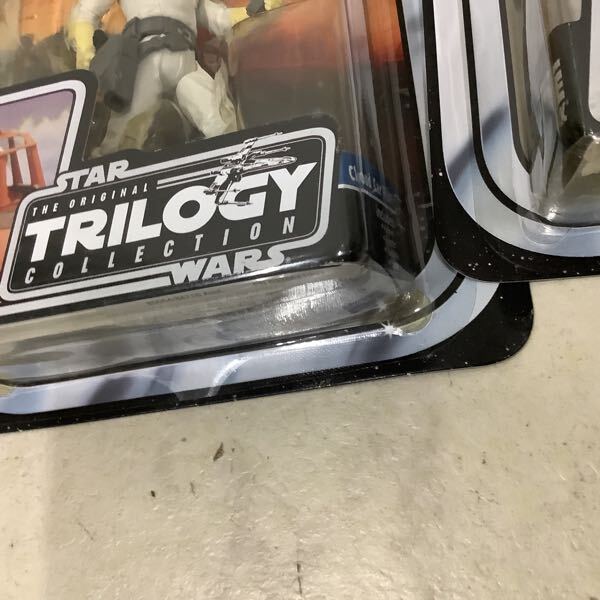 STAR
THE ORIGINAL
TRILOGY
COLLECTION
WARS